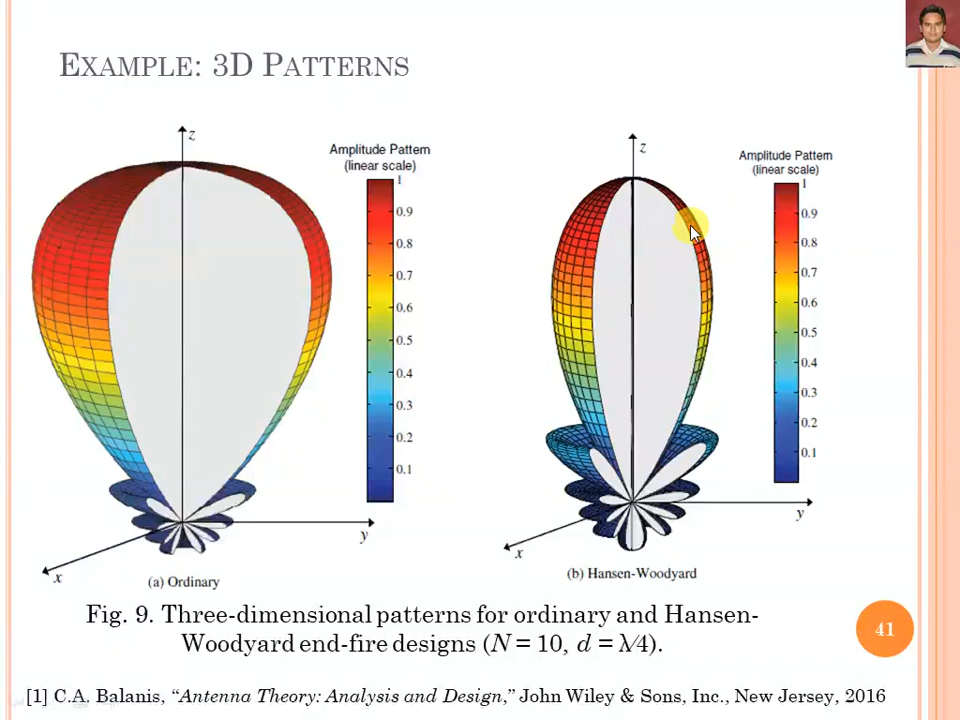 EXAMPLE: 3D PATTERNS
z
Amplitude Pattern
(linear scale)
1
0.9
0.8
0.7
0.6
0.5
0.4
0.3
0.2
0.1
y
x
(a) Ordinary
z
Amplitude Pattern
(linear scale)
1
0.9
0.8
0.7
0.6
0.5
0.4
0.3
0.2
0.1
y
x
(b) Hansen-Woodyard
Fig. 9. Three-dimensional patterns for ordinary and Hansen-
Woodyard end-fire designs (N = 10, d = λ/4).
41
[1] C.A. Balanis, “Antenna Theory: Analysis and Design,” John Wiley & Sons, Inc., New Jersey, 2016